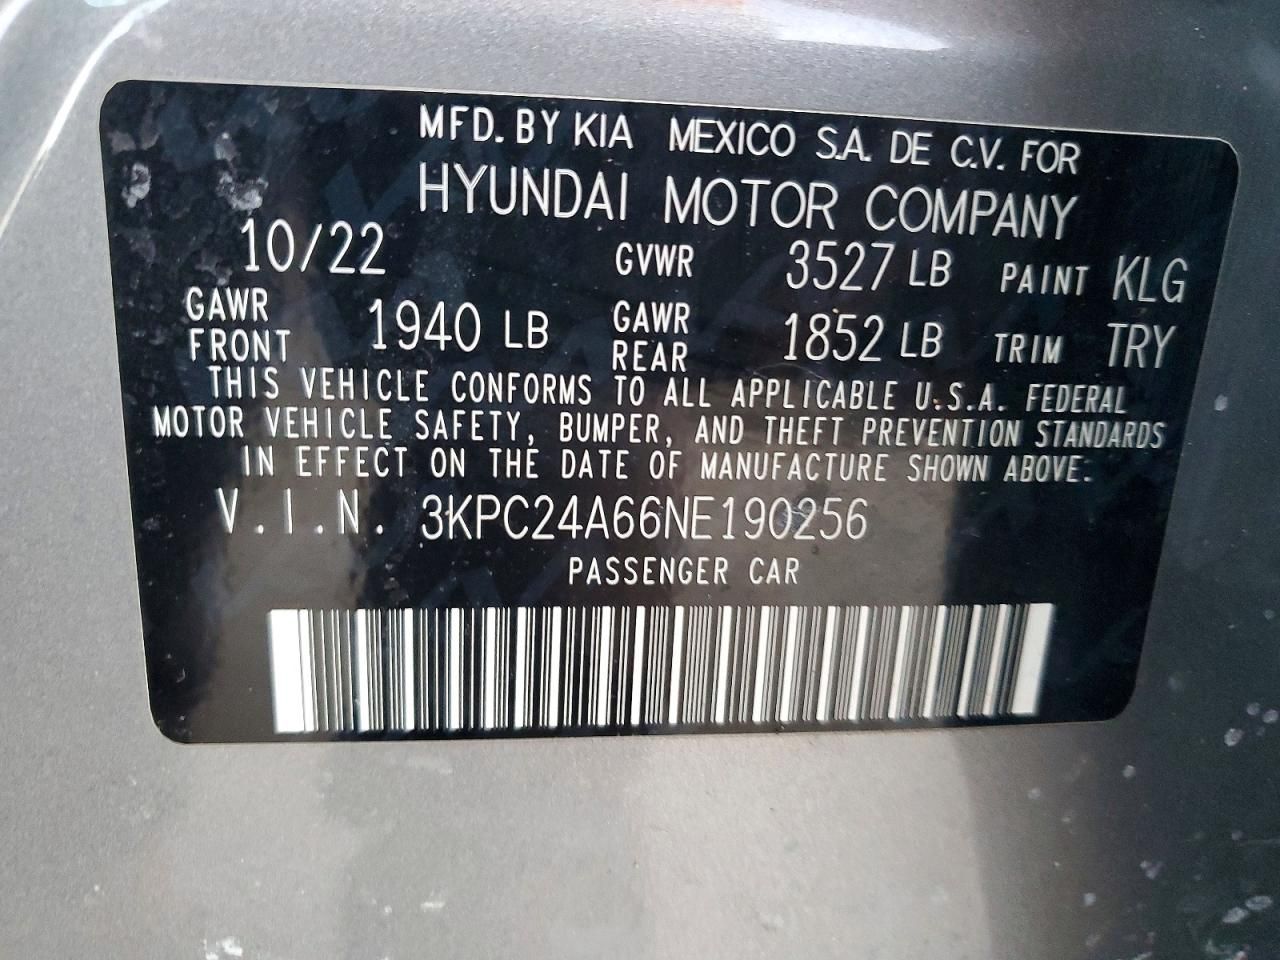 MFD. BY KIA MEXICO S.A. DE C.V. FOR
HYUNDAI MOTOR COMPANY
10/22 GVWR 3527 LB PAINT KLG
GAWR FRONT 1940 LB GAWR REAR 1852 LB TRIM TRY
THIS VEHICLE CONFORMS TO ALL APPLICABLE U.S.A. FEDERAL
MOTOR VEHICLE SAFETY, BUMPER, AND THEFT PREVENTION STANDARDS
IN EFFECT ON THE DATE OF MANUFACTURE SHOWN ABOVE.
V.I.N. 3KPC24A66NE190256
PASSENGER CAR